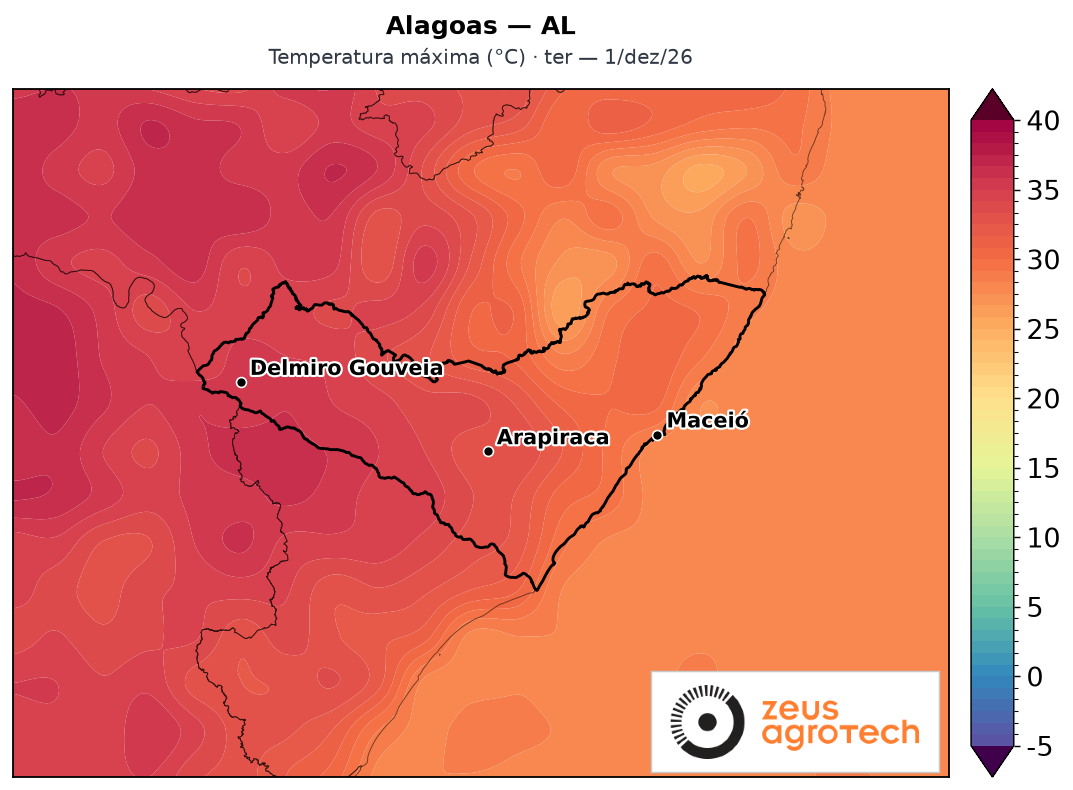 Alagoas — AL
Temperatura máxima (°C) · ter — 1/dez/26
Delmiro Gouveia
Arapiraca
Maceió
40
35
30
25
20
15
10
5
0
-5
zeus
agrotech